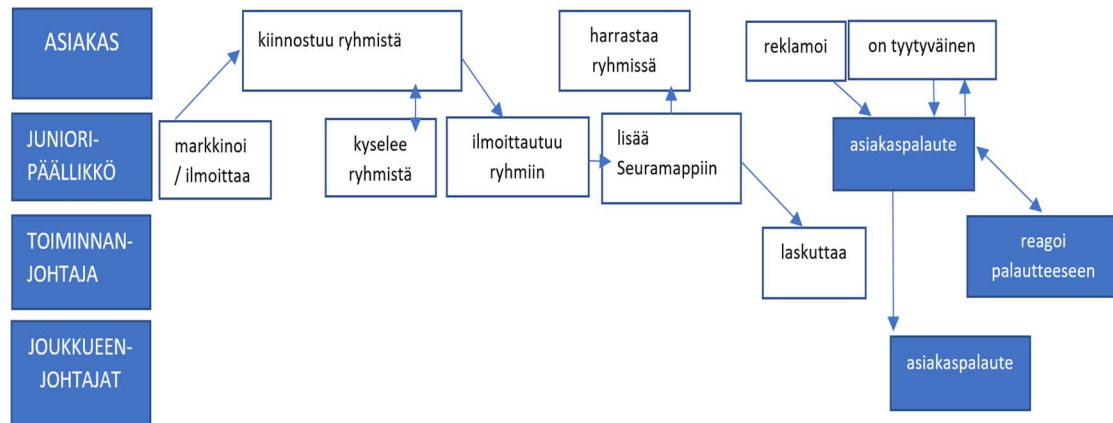 ASIAKAS
kiinnostuu ryhmistä
harrastaa
ryhmissä
reklamoi
on tyytyväinen
JUNIORI-
PÄÄLLIKKÖ
markkinoi
/ ilmoittaa
kyselee
ryhmistä
ilmoittautuu
ryhmiin
lisää
Seuramappiin
asiakaspalaute
TOIMINNAN-
JOHTAJA
laskuttaa
reagoi
palautteeseen
JOUKKUEEN-
JOHTAJAT
asiakaspalaute